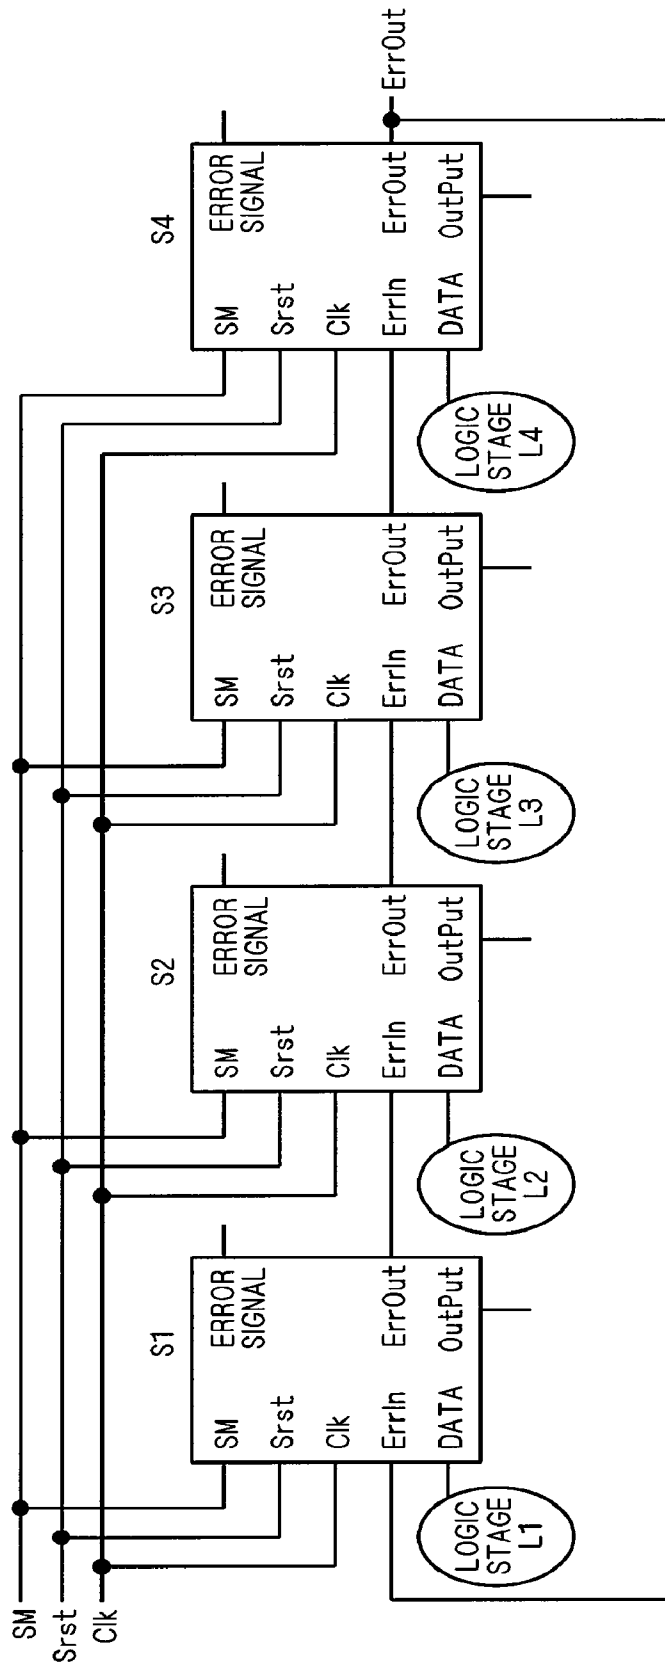 SM
Srst
Clk
S1
SM
Srst
Clk
ErrIn
DATA
ERROR
SIGNAL
ErrOut
OutPut
LOGIC
STAGE
L1
S2
SM
Srst
Clk
ErrIn
DATA
ERROR
SIGNAL
ErrOut
OutPut
LOGIC
STAGE
L2
S3
SM
Srst
Clk
ErrIn
DATA
ERROR
SIGNAL
ErrOut
OutPut
LOGIC
STAGE
L3
S4
SM
Srst
Clk
ErrIn
DATA
ERROR
SIGNAL
ErrOut
OutPut
LOGIC
STAGE
L4
ErrOut